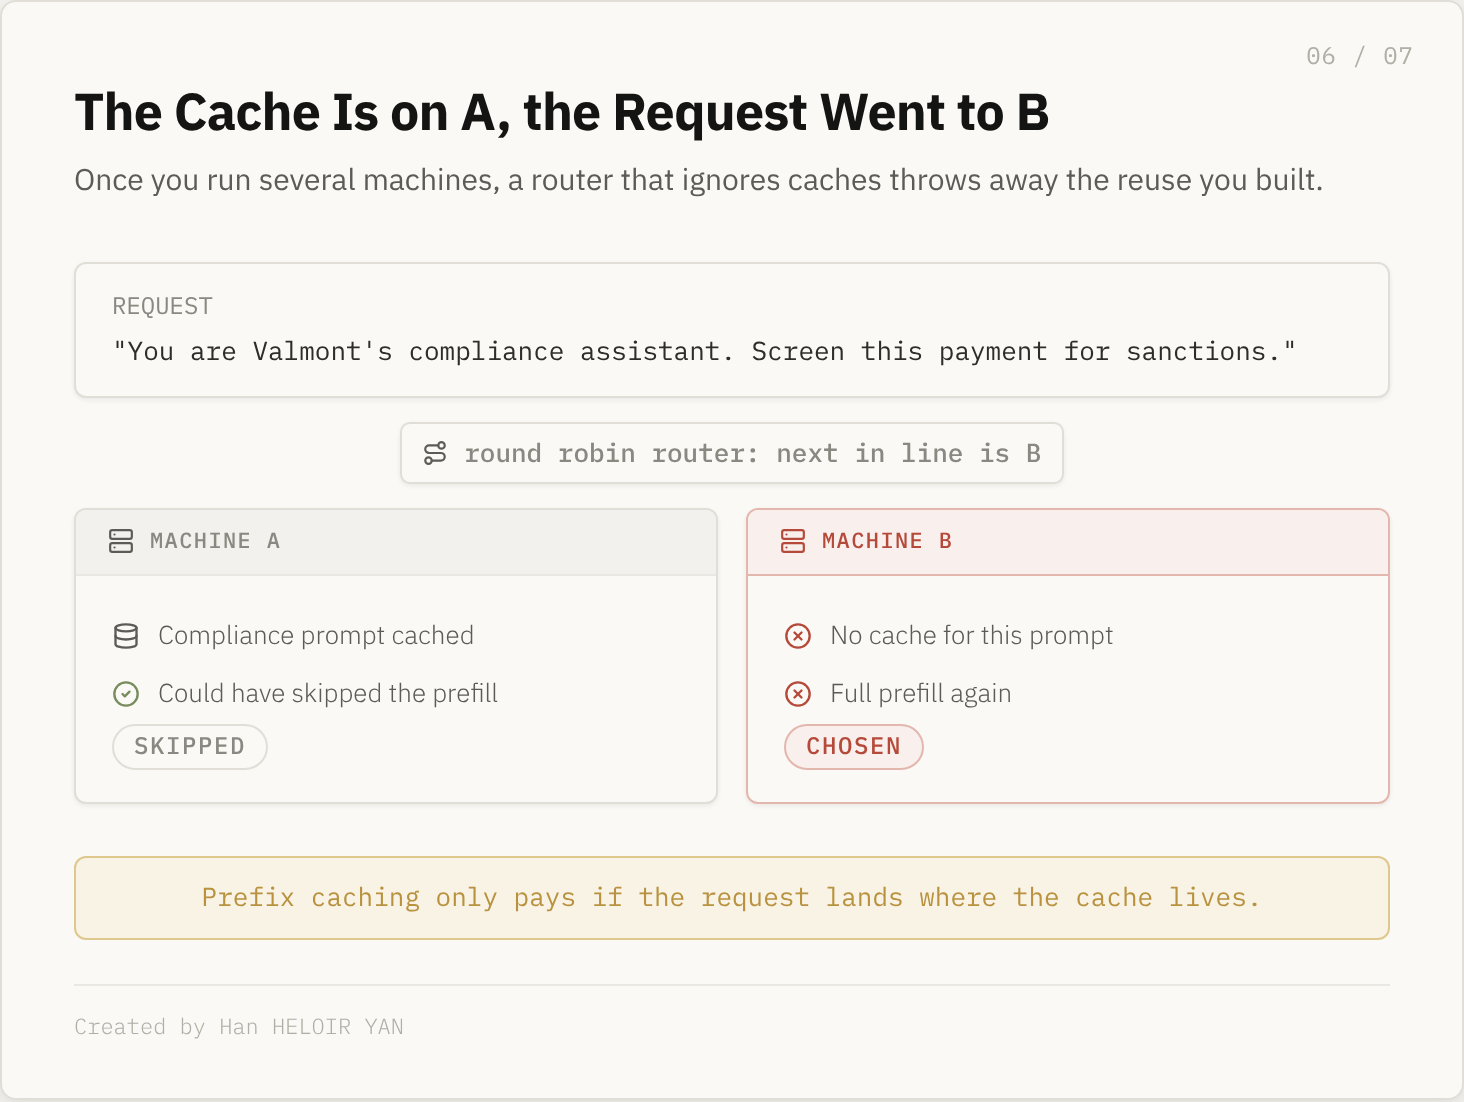 06 / 07
The Cache Is on A, the Request Went to B
Once you run several machines, a router that ignores caches throws away the reuse you built.
REQUEST
"You are Valmont's compliance assistant. Screen this payment for sanctions."
round robin router: next in line is B
MACHINE A
Compliance prompt cached
Could have skipped the prefill
SKIPPED
MACHINE B
No cache for this prompt
Full prefill again
CHOSEN
Prefix caching only pays if the request lands where the cache lives.
Created by Han HELOIR YAN